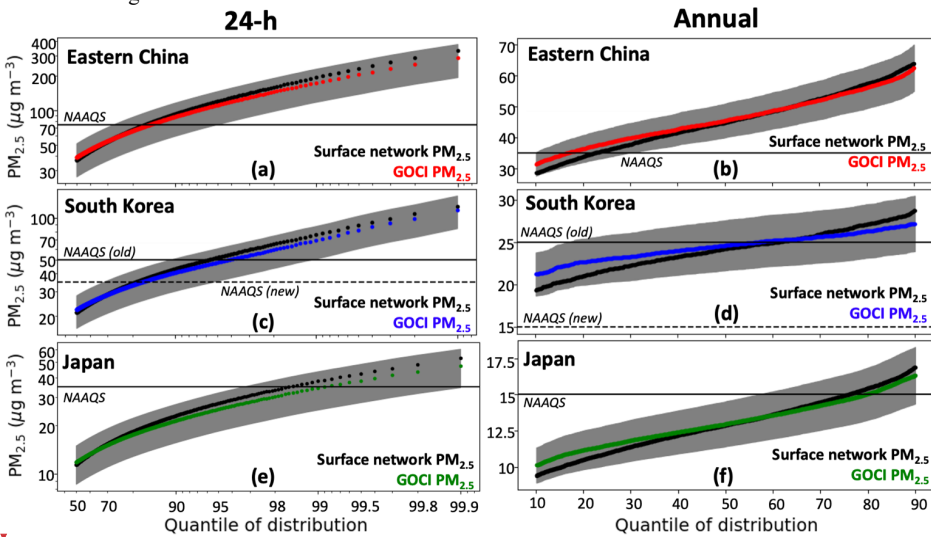 24-h
Annual
PM2.5 (μg m−3)
400
300
200
100
70
50
30
Eastern China
NAAQS
Surface network PM2.5
GOCI PM2.5
(a)
70
60
50
40
30
Eastern China
NAAQS
Surface network PM2.5
GOCI PM2.5
(b)
PM2.5 (μg m−3)
100
70
50
40
30
20
South Korea
NAAQS (old)
NAAQS (new)
Surface network PM2.5
GOCI PM2.5
(c)
30
25
20
15
South Korea
NAAQS (old)
NAAQS (new)
Surface network PM2.5
GOCI PM2.5
(d)
PM2.5 (μg m−3)
60
50
40
30
20
10
Japan
NAAQS
Surface network PM2.5
GOCI PM2.5
(e)
50 70 90 95 98 99 99.5 99.8 99.9
Quantile of distribution
17.5
15
12.5
10
Japan
NAAQS
Surface network PM2.5
GOCI PM2.5
(f)
10 20 30 40 50 60 70 80 90
Quantile of distribution